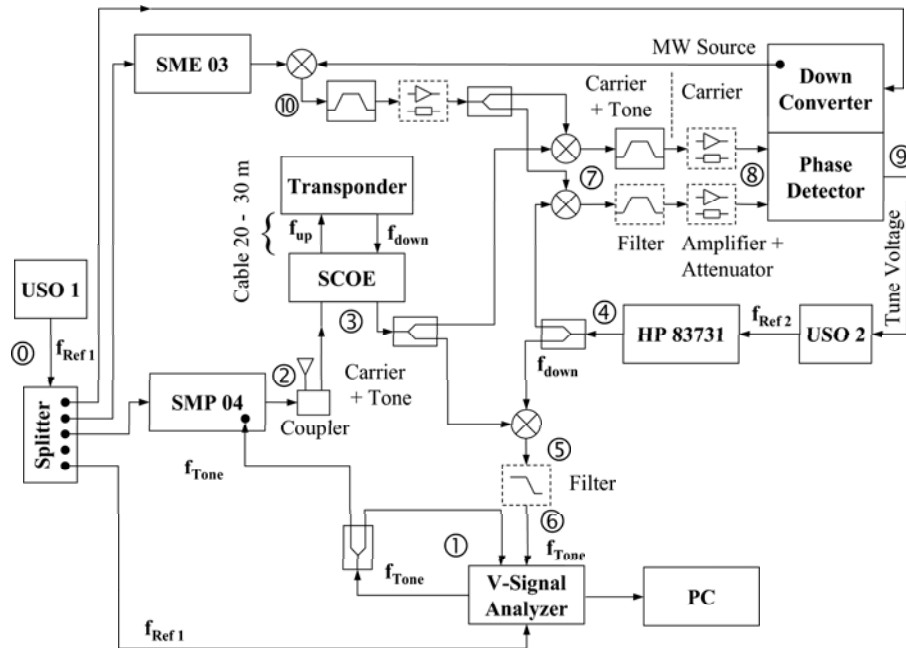 MW Source
SME 03
Down
Converter
⑩
Carrier
+ Tone
Carrier
Phase
Detector
⑨
Cable 20 - 30 m
Transponder
⑦
⑧
f_up
f_down
Filter
Amplifier +
Attenuator
Tune Voltage
SCOE
USO 1
③
④
HP 83731
f_Ref 2
USO 2
⓪
f_Ref 1
②
f_down
Carrier
+ Tone
SMP 04
Coupler
Splitter
⑤
f_Tone
Filter
①
⑥
f_Tone
f_Tone
V-Signal
Analyzer
PC
f_Ref 1